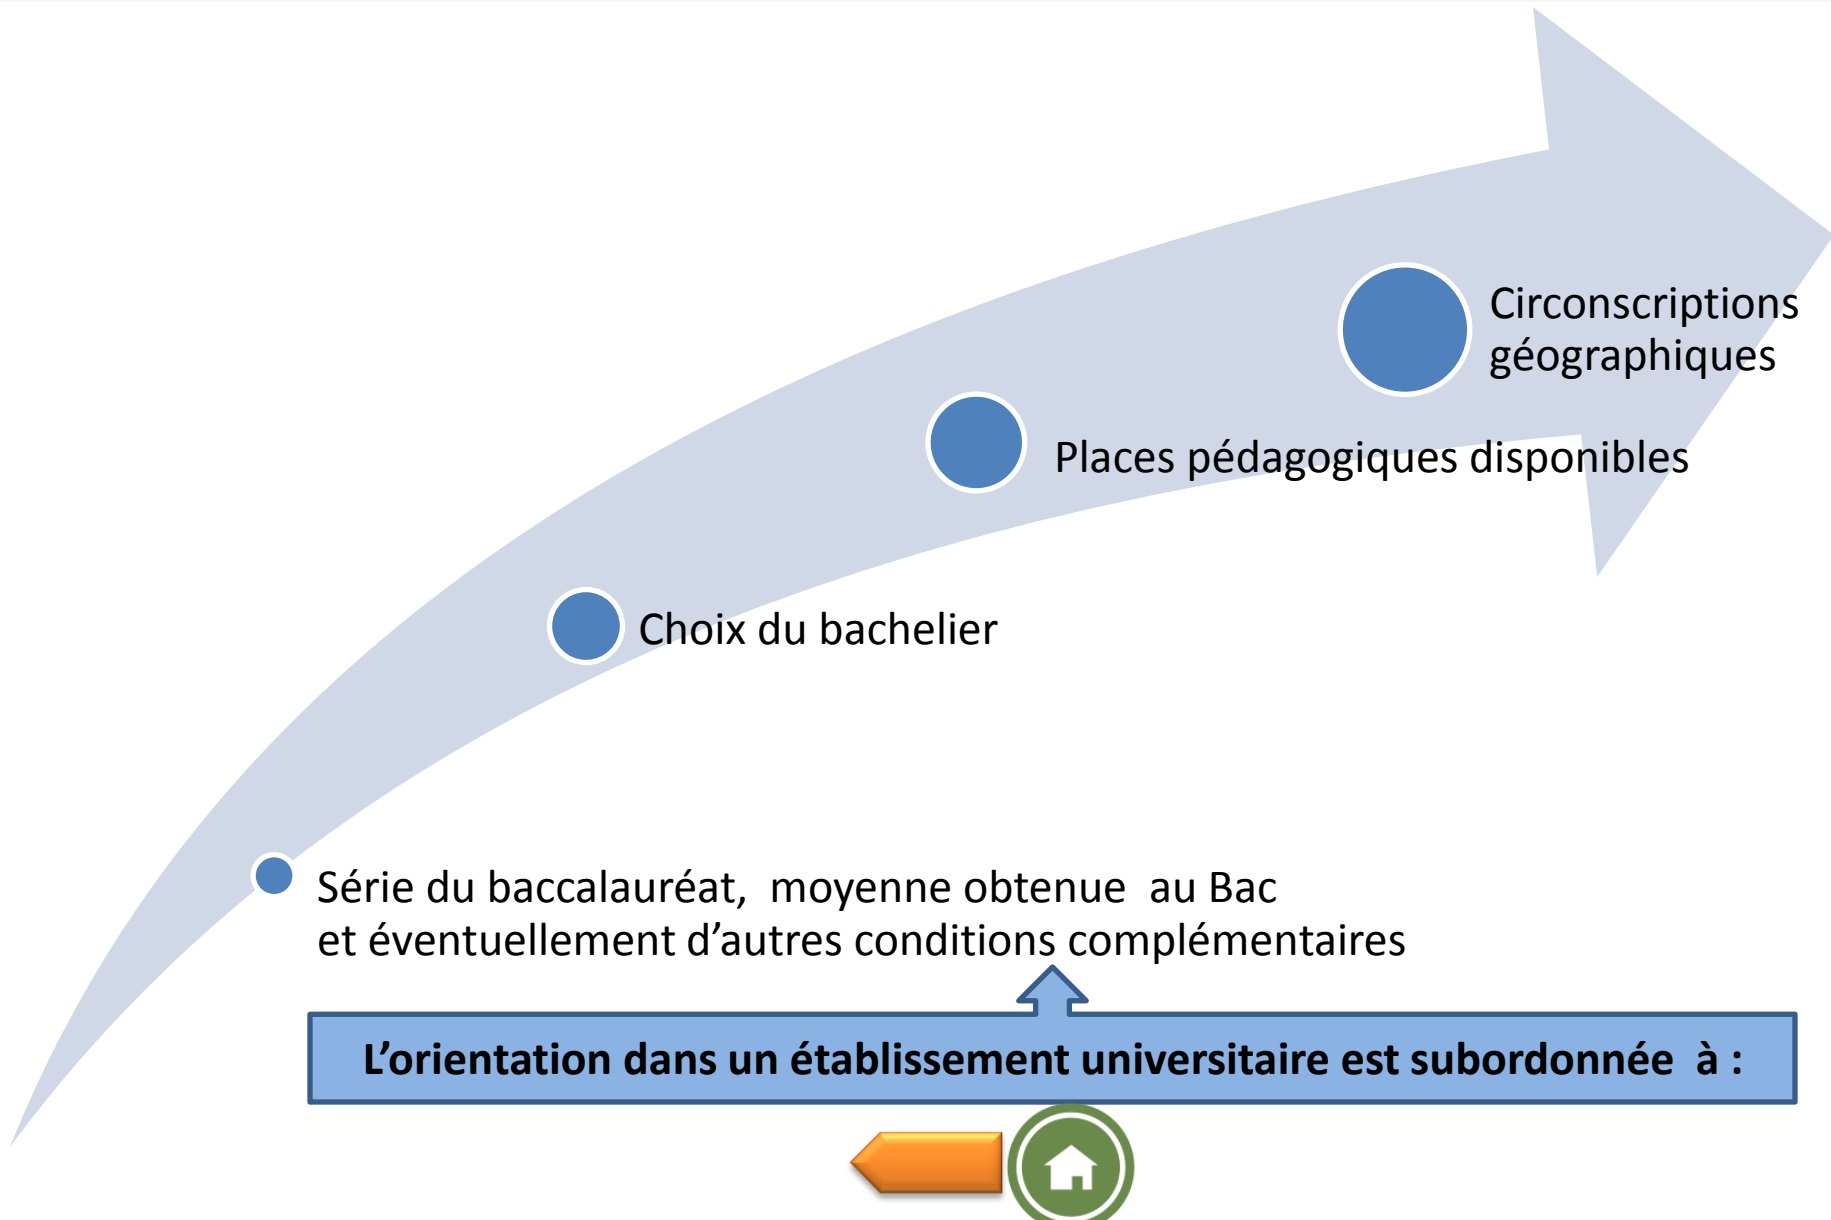 Circonscriptions
géographiques
Places pédagogiques disponibles
Choix du bachelier
Série du baccalauréat,  moyenne obtenue  au Bac
et éventuellement d’autres conditions complémentaires
L’orientation dans un établissement universitaire est subordonnée  à :